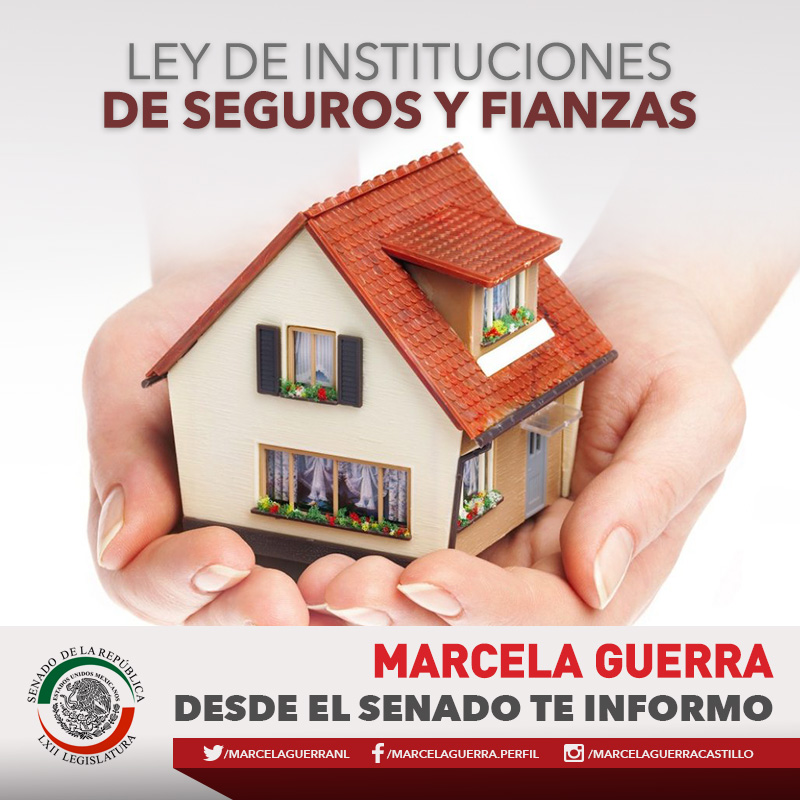 LEY DE INSTITUCIONES
DE SEGUROS Y FIANZAS
SENADO DE LA REPÚBLICA
ESTADOS UNIDOS MEXICANOS
LXII LEGISLATURA
MARCELA GUERRA
DESDE EL SENADO TE INFORMO
/MARCELAGUERRANL /MARCELAGUERRA.PERFIL /MARCELAGUERRACASTILLO